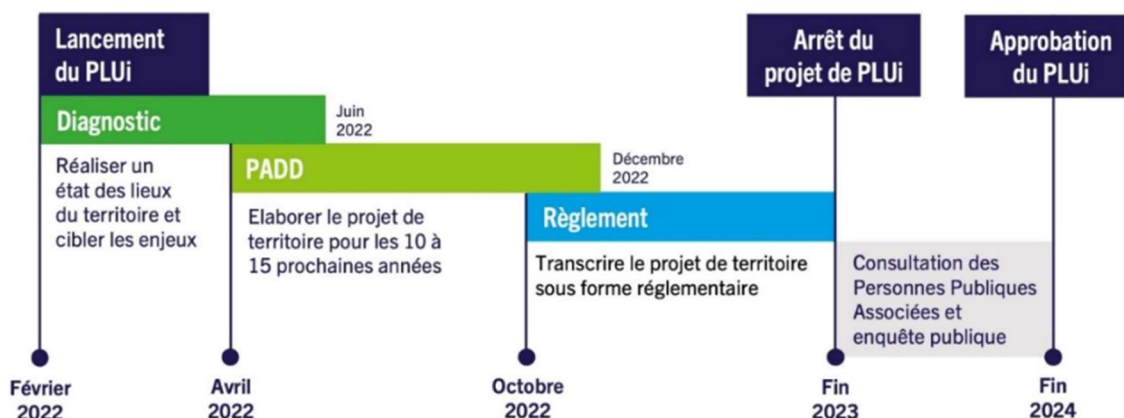 Lancement
du PLUi
Arrêt du
projet de PLUi
Approbation
du PLUi
Diagnostic
Juin
2022
Réaliser un
état des lieux
du territoire et
cibler les enjeux
PADD
Décembre
2022
Elaborer le projet de
territoire pour les 10 à
15 prochaines années
Règlement
Transcrire le projet de territoire
sous forme réglementaire
Consultation des
Personnes Publiques
Associées et
enquête publique
Février
2022
Avril
2022
Octobre
2022
Fin
2023
Fin
2024